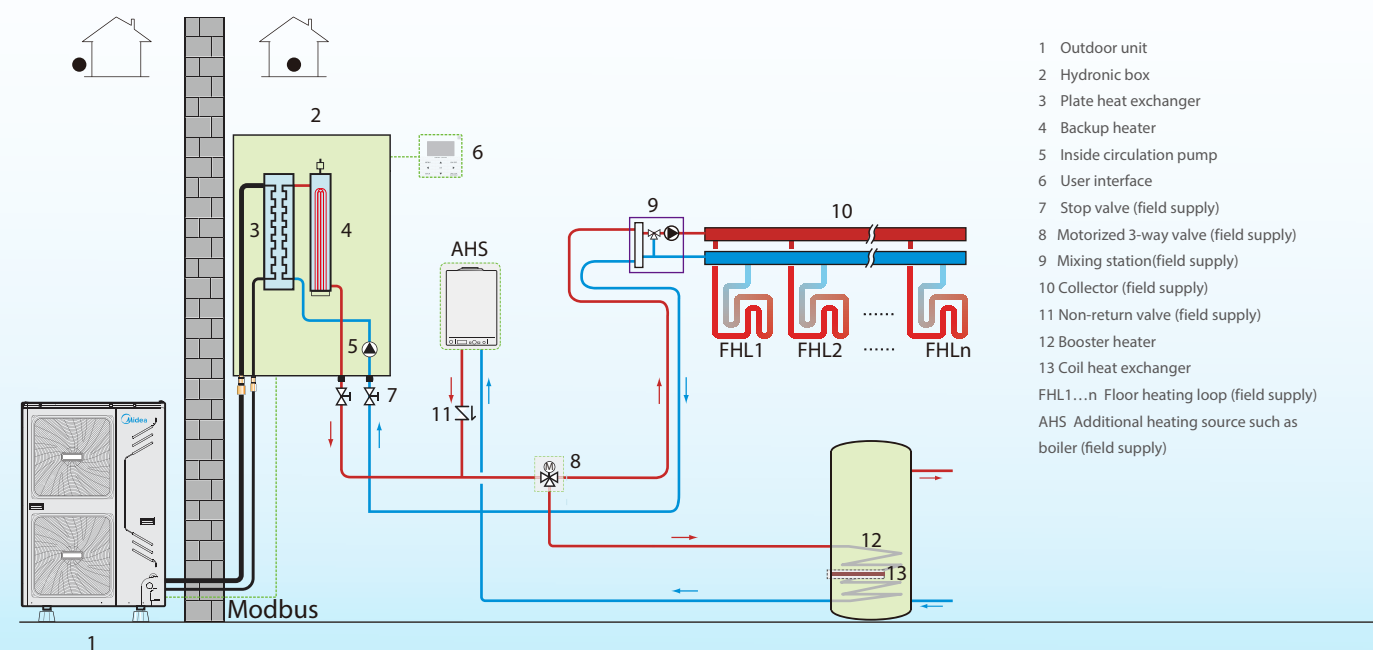 2
6
3
4
9
10
AHS
5
FHL1
FHL2
......
......
FHLn
7
11
Midea
M
8
12
13
Modbus
1
1 Outdoor unit
2 Hydronic box
3 Plate heat exchanger
4 Backup heater
5 Inside circulation pump
6 User interface
7 Stop valve (field supply)
8 Motorized 3-way valve (field supply)
9 Mixing station(field supply)
10 Collector (field supply)
11 Non-return valve (field supply)
12 Booster heater
13 Coil heat exchanger
FHL1…n Floor heating loop (field supply)
AHS Additional heating source such as
boiler (field supply)